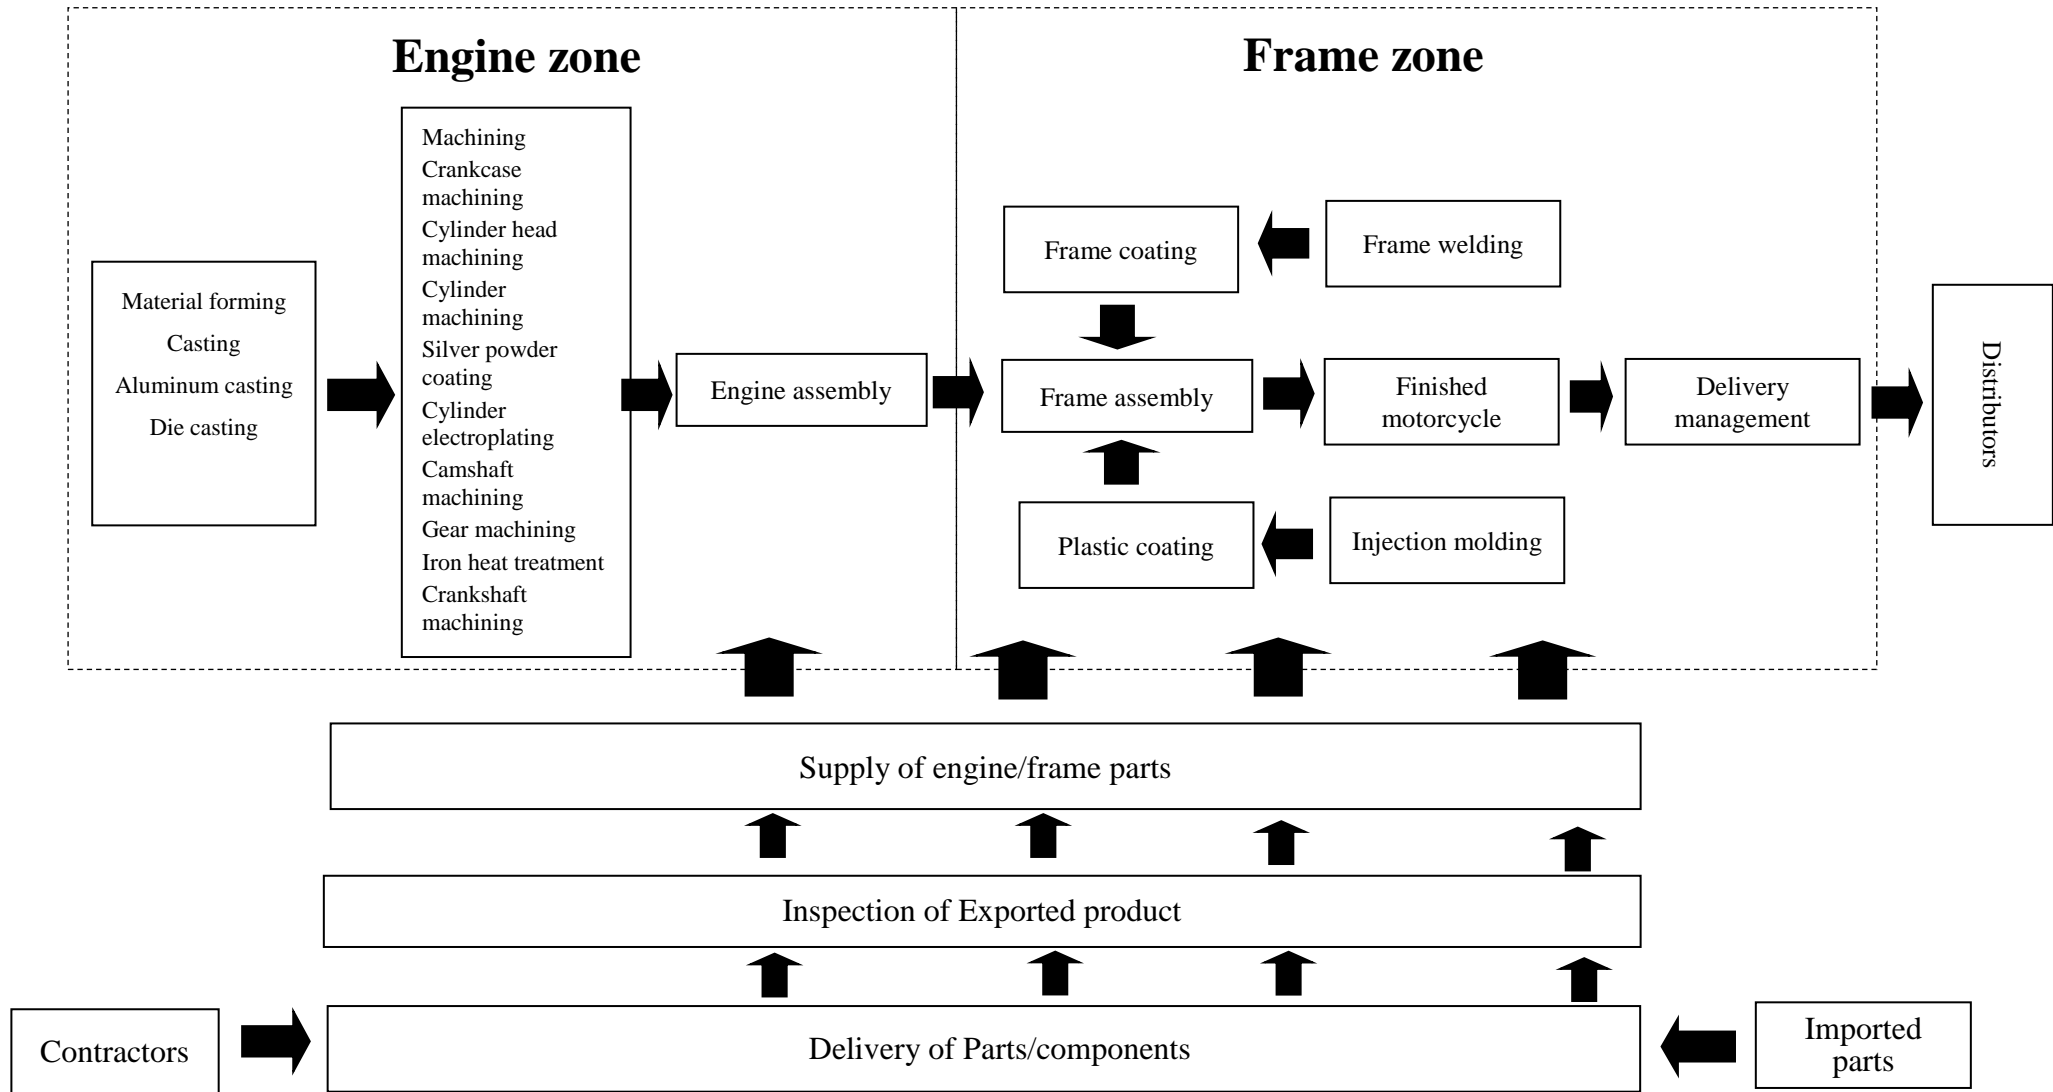 Engine zone
Frame zone
Material forming
Casting
Aluminum casting
Die casting
Machining
Crankcase
machining
Cylinder head
machining
Cylinder
machining
Silver powder
coating
Cylinder
electroplating
Camshaft
machining
Gear machining
Iron heat treatment
Crankshaft
machining
Engine assembly
Frame coating
Frame welding
Frame assembly
Finished
motorcycle
Delivery
management
Plastic coating
Injection molding
Distributors
Supply of engine/frame parts
Inspection of Exported product
Contractors
Delivery of Parts/components
Imported
parts